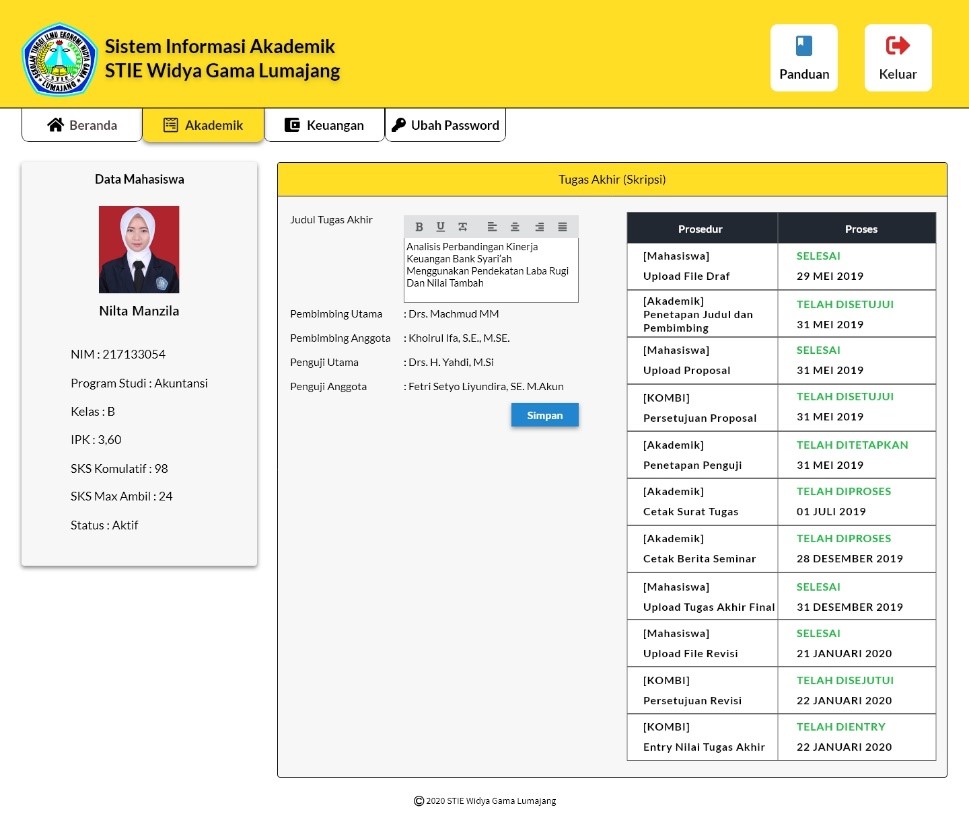 Sistem Informasi Akademik
STIE Widya Gama Lumajang
Panduan
Keluar
Beranda
Akademik
Keuangan
Ubah Password
Data Mahasiswa
Nilta Manzila
NIM : 217133054
Program Studi : Akuntansi
Kelas : B
IPK : 3,60
SKS Komulatif : 98
SKS Max Ambil : 24
Status : Aktif
Tugas Akhir (Skripsi)
Judul Tugas Akhir
B U T
Analisis Perbandingan Kinerja
Keuangan Bank Syari'ah
Menggunakan Pendekatan Laba Rugi
Dan Nilai Tambah
Pembimbing Utama : Drs. Machmud MM
Pembimbing Anggota : Khoirul Ifa, S.E., M.SE.
Penguji Utama : Drs. H. Yahdi, M.Si
Penguji Anggota : Fetri Setyo Liyundira, SE. M.Akun
Simpan
Prosedur Proses
[Mahasiswa] SELESAI
Upload File Draf 29 MEI 2019
[Akademik] TELAH DISETUJUI
Penetapan Judul dan
Pembimbing 31 MEI 2019
[Mahasiswa] SELESAI
Upload Proposal 31 MEI 2019
[KOMBI] TELAH DISETUJUI
Persetujuan Proposal 31 MEI 2019
[Akademik] TELAH DITETAPKAN
Penetapan Penguji 31 MEI 2019
[Akademik] TELAH DIPROSES
Cetak Surat Tugas 01 JULI 2019
[Akademik] TELAH DIPROSES
Cetak Berita Seminar 28 DESEMBER 2019
[Mahasiswa] SELESAI
Upload Tugas Akhir Final 31 DESEMBER 2019
[Mahasiswa] SELESAI
Upload File Revisi 21 JANUARI 2020
[KOMBI] TELAH DISEJUTUI
Persetujuan Revisi 22 JANUARI 2020
[KOMBI] TELAH DIENTRY
Entry Nilai Tugas Akhir 22 JANUARI 2020
© 2020 STIE Widya Gama Lumajang